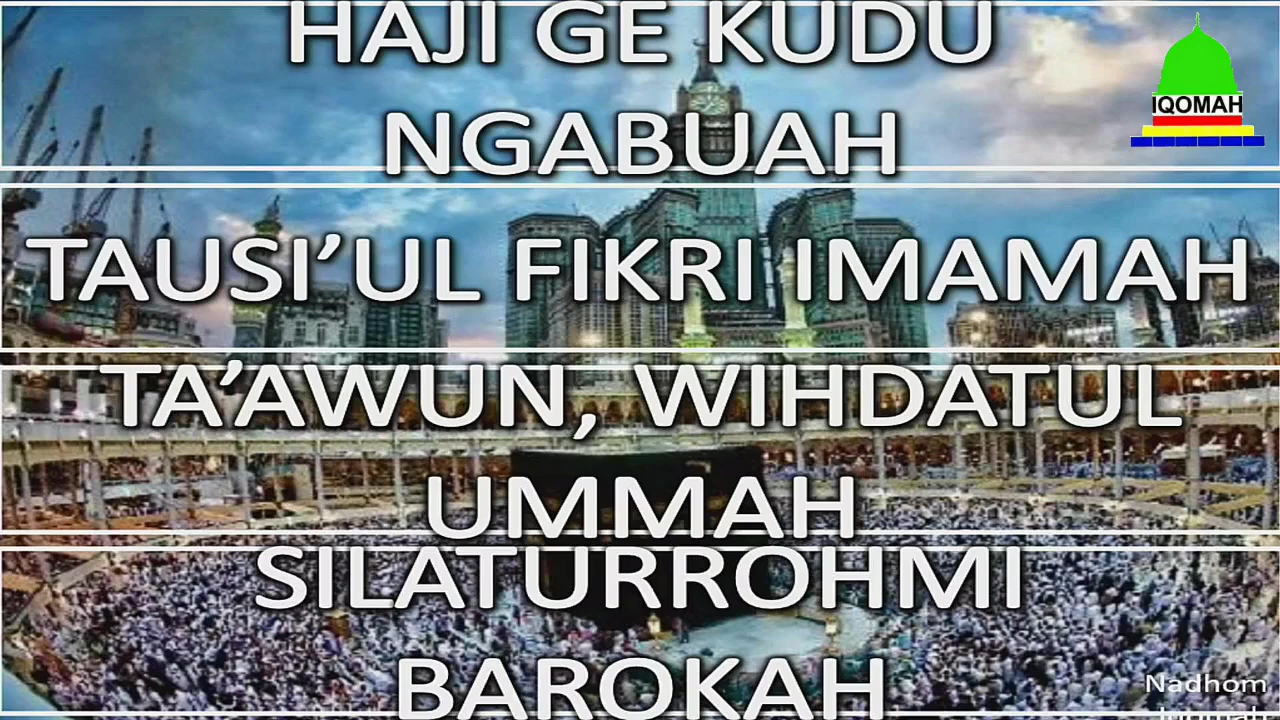 HAJI GE KUDU
NGABUAH
IQOMAH
TAUSI’UL FIKRI IMAMAH
TA’AWUN, WIHDATUL
UMMAH
SILATURROHMI
BAROKAH
Nadhom